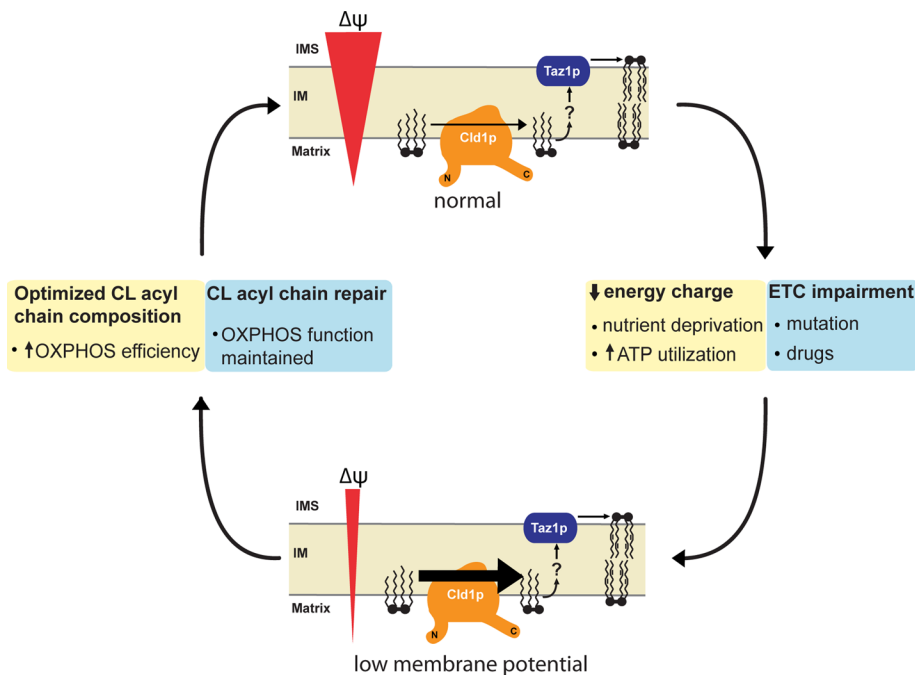 Δψ
IMS
Taz1p
IM
?
Cld1p
Matrix
N
C
normal
Optimized CL acyl
chain composition
• ↑OXPHOS efficiency
CL acyl chain repair
• OXPHOS function
maintained
↓ energy charge
• nutrient deprivation
• ↑ATP utilization
ETC impairment
• mutation
• drugs
Δψ
IMS
Taz1p
IM
?
Cld1p
Matrix
N
C
low membrane potential